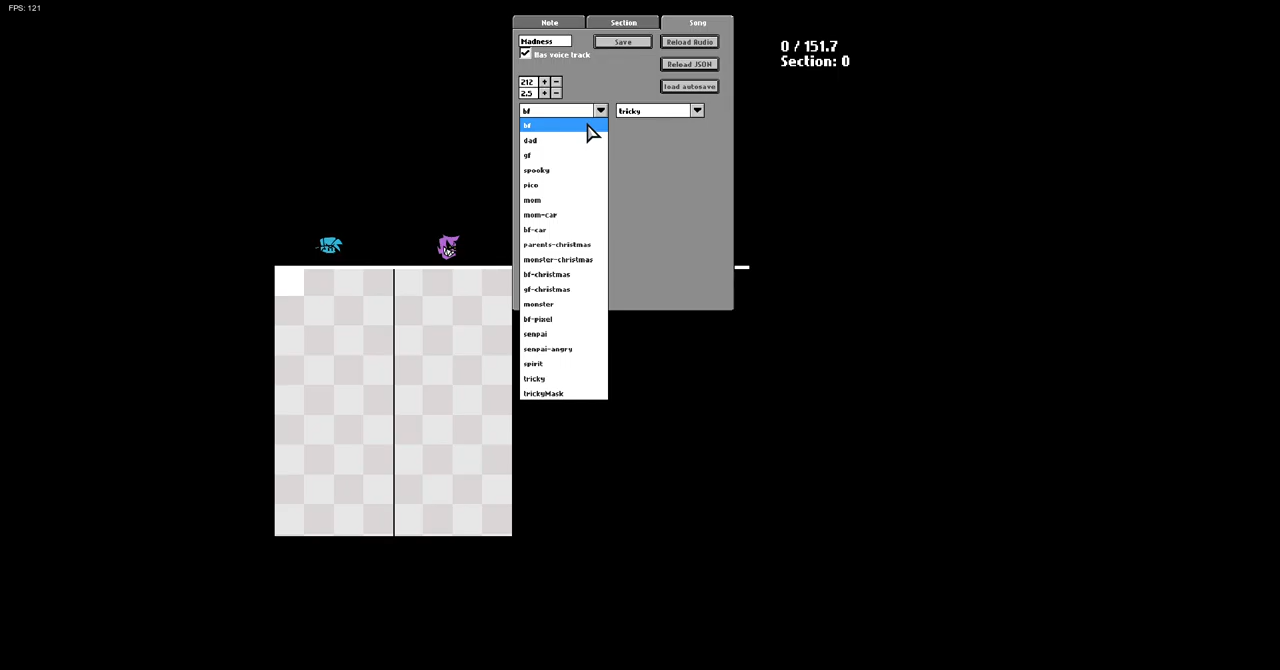 FPS: 121
Note Section Song
Madness Save Reload Audio
Has voice track
Reload JSON
212 + -
load autosave
2.5 + -
bf tricky
bf
dad
gf
spooky
pico
mom
mom-car
bf-car
parents-christmas
monster-christmas
bf-christmas
gf-christmas
monster
bf-pixel
senpai
senpai-angry
spirit
tricky
trickyMask
0 / 151.7
Section: 0